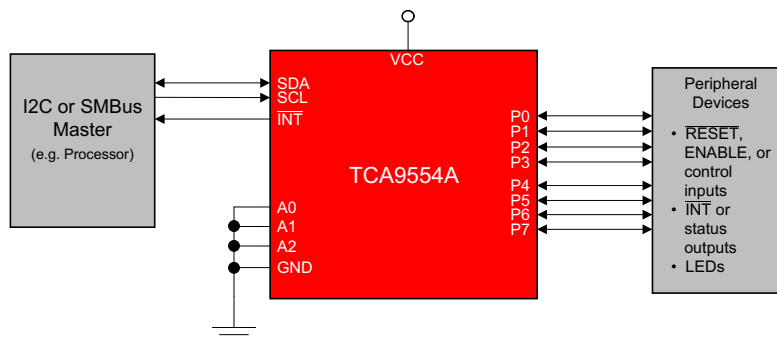 VCC
I2C or SMBus
Master
(e.g. Processor)
SDA
SCL
INT
A0
A1
A2
GND
TCA9554A
P0
P1
P2
P3
P4
P5
P6
P7
Peripheral
Devices
• RESET,
ENABLE, or
control
inputs
• INT or
status
outputs
• LEDs